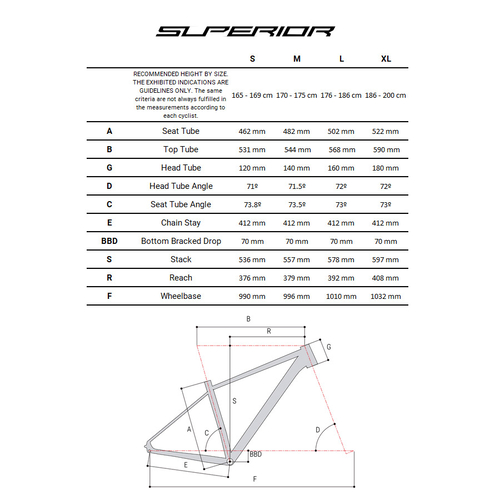 SUPERIOR
S M L XL
RECOMMENDED HEIGHT BY SIZE.
THE EXHIBITED INDICATIONS ARE
GUIDELINES ONLY. The same
criteria are not always fulfilled in
the measurements according to
each cyclist.
165 - 169 cm 170 - 175 cm 176 - 186 cm 186 - 200 cm
A Seat Tube 462 mm 482 mm 502 mm 522 mm
B Top Tube 531 mm 544 mm 568 mm 590 mm
G Head Tube 120 mm 140 mm 160 mm 180 mm
D Head Tube Angle 71º 71.5º 72º 72º
C Seat Tube Angle 73.8º 73.5º 73º 73º
E Chain Stay 412 mm 412 mm 412 mm 412 mm
BBD Bottom Bracked Drop 70 mm 70 mm 70 mm 70 mm
S Stack 536 mm 557 mm 578 mm 597 mm
R Reach 376 mm 379 mm 392 mm 408 mm
F Wheelbase 990 mm 996 mm 1010 mm 1032 mm
B
R
G
S
A
C
D
BBD
E
F